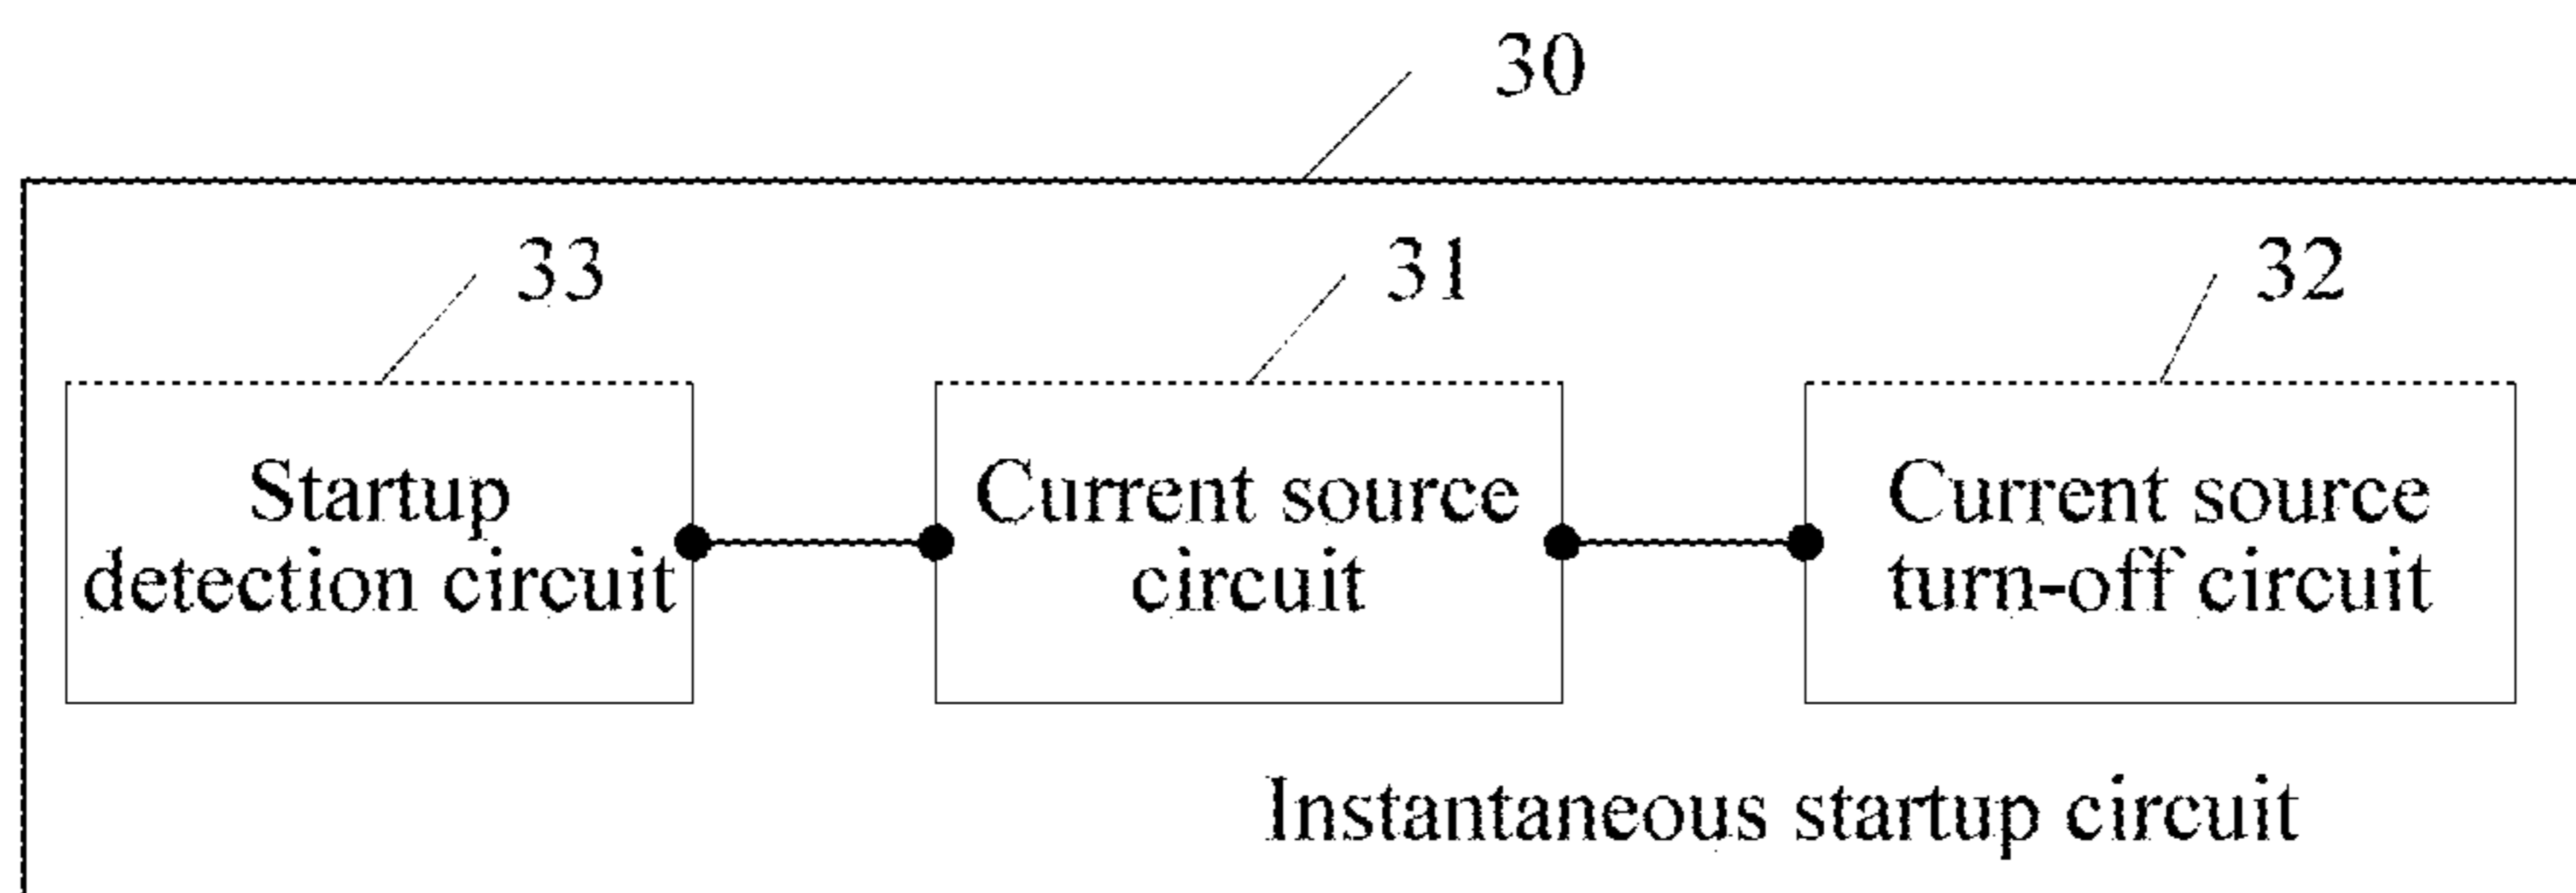 30
33
31
32
Startup
detection circuit
Current source
circuit
Current source
turn-off circuit
Instantaneous startup circuit